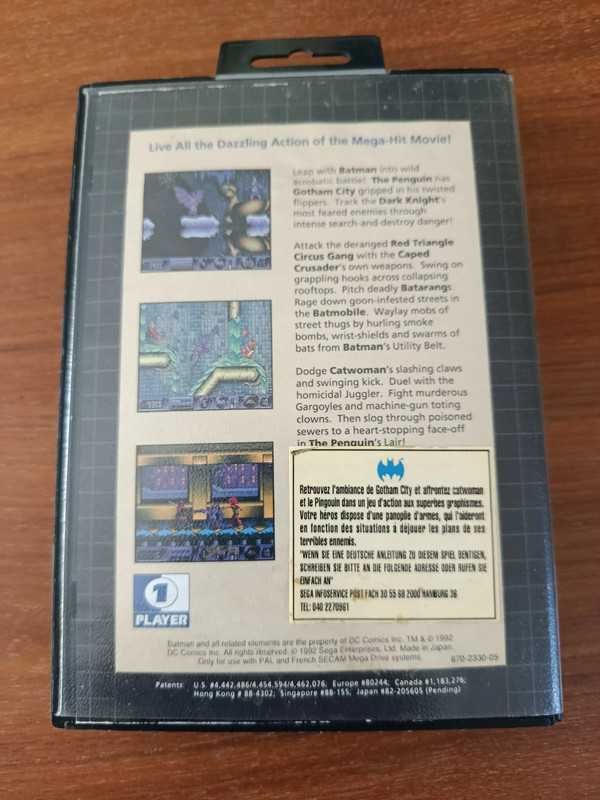 Live All the Dazzling Action of the Mega-Hit Movie!
Leap with Batman into wild
acrobatic battle! The Penguin has
Gotham City gripped in his twisted
flippers. Track the Dark Knight's
most feared enemies through
intense search-and destroy danger!
Attack the deranged Red Triangle
Circus Gang with the Caped
Crusader's own weapons. Swing on
grappling hooks across collapsing
rooftops. Pitch deadly Batarangs.
Rage down goon-infested streets in
the Batmobile. Waylay mobs of
street thugs by hurling smoke
bombs, wrist-shields and swarms of
bats from Batman's Utility Belt.
Dodge Catwoman's slashing claws
and swinging kick. Duel with the
homicidal Juggler. Fight murderous
Gargoyles and machine-gun toting
clowns. Then slog through poisoned
sewers to a heart-stopping face-off
in The Penguin's Lair!
Retrouvez l'ambiance de Gotham City et affrontez catwoman
et le Pingouin dans un jeu d'action aux superbes graphismes.
Votre héros dispose d'une panoplie d'armes, qui l'aideront
en fonction des situations à déjouer les plans de ses
terribles ennemis.
"WENN SIE EINE DEUTSCHE ANLEITUNG ZU DIESEM SPIEL BENTIGEN,
SCHREIBEN SIE BITTE AN DIE FOLGENDE ADRESSE ODER RUFEN SIE
EINFACH AN"
SEGA INFOSERVICE POST FACH 30 55 68 2000 HAMBURG 36
TEL: 040 2270961
1
PLAYER
Batman and all related elements are the property of DC Comics Inc. TM & © 1992
DC Comics Inc. All rights reserved. © 1992 Sega Enterprises, Ltd. Made in Japan.
Only for use with PAL and French SECAM Mega Drive systems. 670-2330-05
Patents: U.S. #4,442,486/4,454,594/4,462,076; Europe #80244; Canada #1,183,276;
Hong Kong # 88-4302; Singapore #88-155; Japan #82-205605 (Pending)